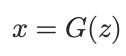 x = G(z)